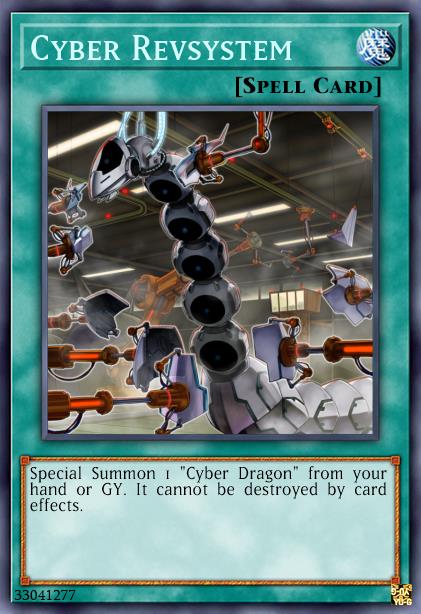 Cyber Revsystem
魔
[Spell Card]
Special Summon 1 "Cyber Dragon" from your
hand or GY. It cannot be destroyed by card
effects.
33041277